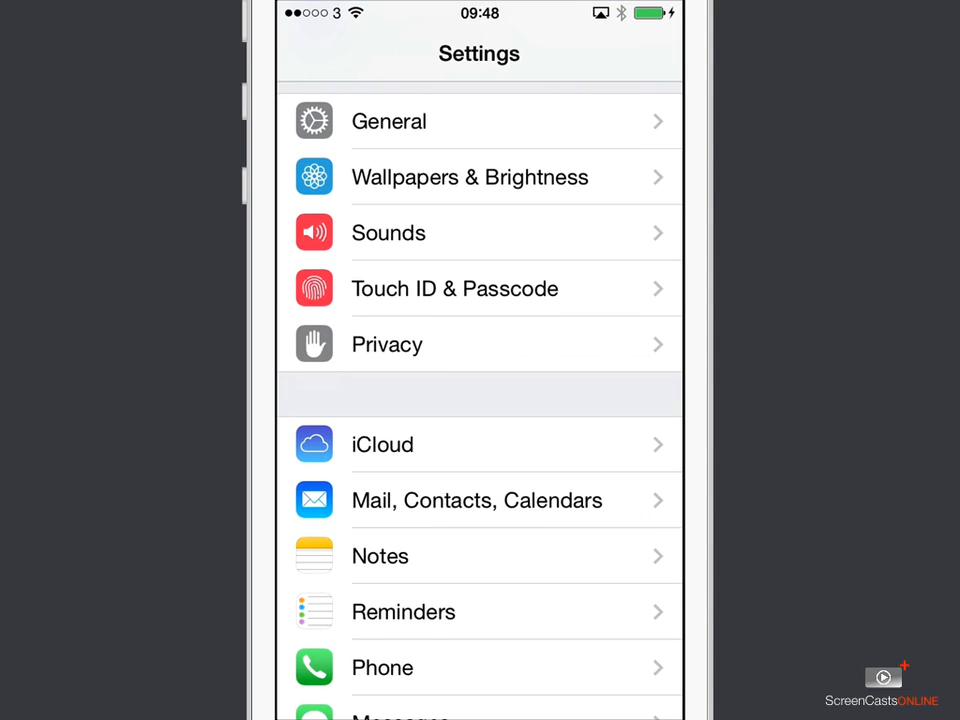 3 09:48
Settings
General
Wallpapers & Brightness
Sounds
Touch ID & Passcode
Privacy
iCloud
Mail, Contacts, Calendars
Notes
Reminders
Phone
ScreenCastsONLINE